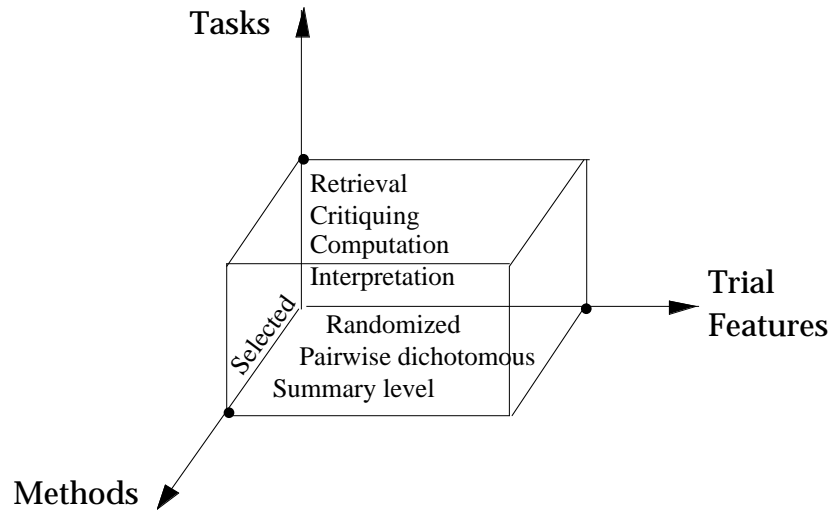 Tasks
Retrieval
Critiquing
Computation
Interpretation
Trial
Features
Selected
Randomized
Pairwise dichotomous
Summary level
Methods